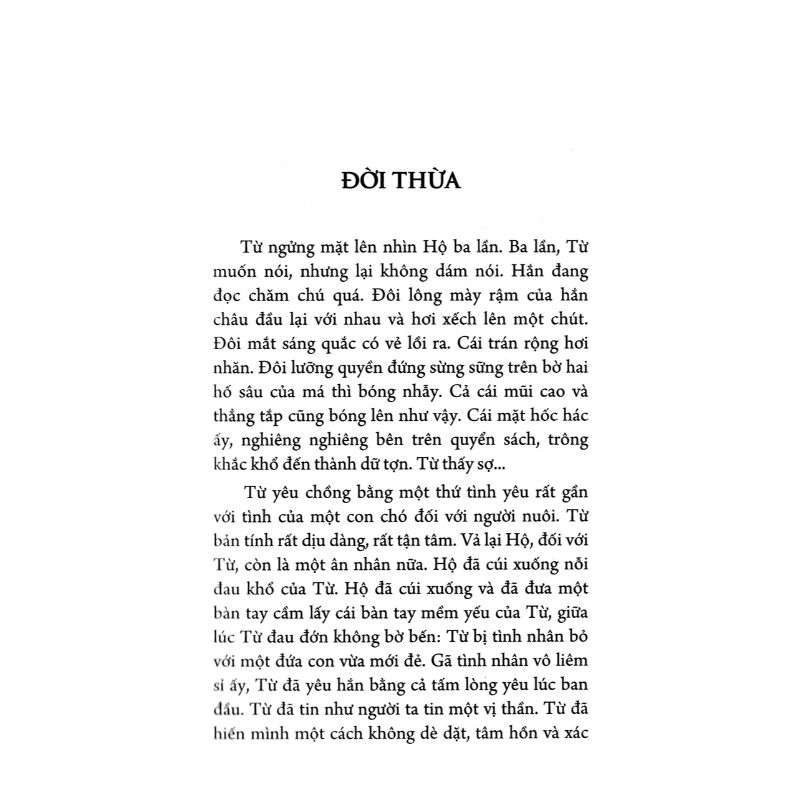 ĐỜI THỪA
Từ ngửng mặt lên nhìn Hộ ba lần. Ba lần, Từ
muốn nói, nhưng lại không dám nói. Hắn đang
đọc chăm chú quá. Đôi lông mày rậm của hắn
châu đầu lại với nhau và hơi xếch lên một chút.
Đôi mắt sáng quắc có vẻ lồi ra. Cái trán rộng hơi
nhăn. Đôi lưỡng quyền đứng sừng sững trên bờ hai
hố sâu của má thì bóng nhẫy. Cả cái mũi cao và
thẳng tắp cũng bóng lên như vậy. Cái mặt hốc hác
ấy, nghiêng nghiêng bên trên quyển sách, trông
khắc khổ đến thành dữ tợn. Từ thấy sợ...
Từ yêu chồng bằng một thứ tình yêu rất gần
với tình của một con chó đối với người nuôi. Từ
bản tính rất dịu dàng, rất tận tâm. Vả lại Hộ, đối với
Từ, còn là một ân nhân nữa. Hộ đã cúi xuống nỗi
đau khổ của Từ. Hộ đã cúi xuống và đã đưa một
bàn tay cầm lấy cái bàn tay mềm yếu của Từ, giữa
lúc Từ đau đớn không bờ bến: Từ bị tình nhân bỏ
với một đứa con vừa mới đẻ. Gã tình nhân vô liêm
sỉ ấy, Từ đã yêu hắn bằng cả tấm lòng yêu lúc ban
đầu. Từ đã tin như người ta tin một vị thần. Từ đã
hiến mình một cách không dè dặt, tâm hồn và xác